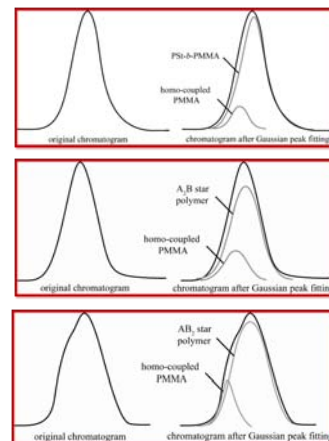 PSt-b-PMMA
homo-coupled
PMMA
original chromatogram
chromatogram after Gaussian peak fitting
A₂B star
polymer
homo-coupled
PMMA
original chromatogram
chromatogram after Gaussian peak fitting
AB₂ star
polymer
homo-coupled
PMMA
original chromatogram
chromatogram after Gaussian peak fitting